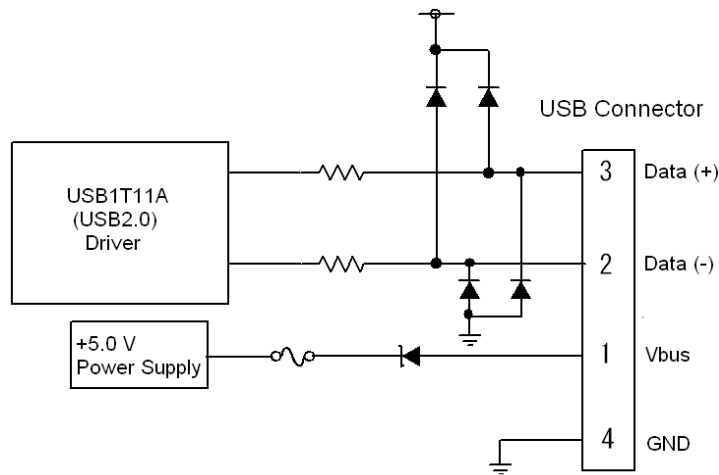 USB Connector
USB1T11A
(USB2.0)
Driver
3 Data (+)
2 Data (-)
+5.0 V
Power Supply
1 Vbus
4 GND